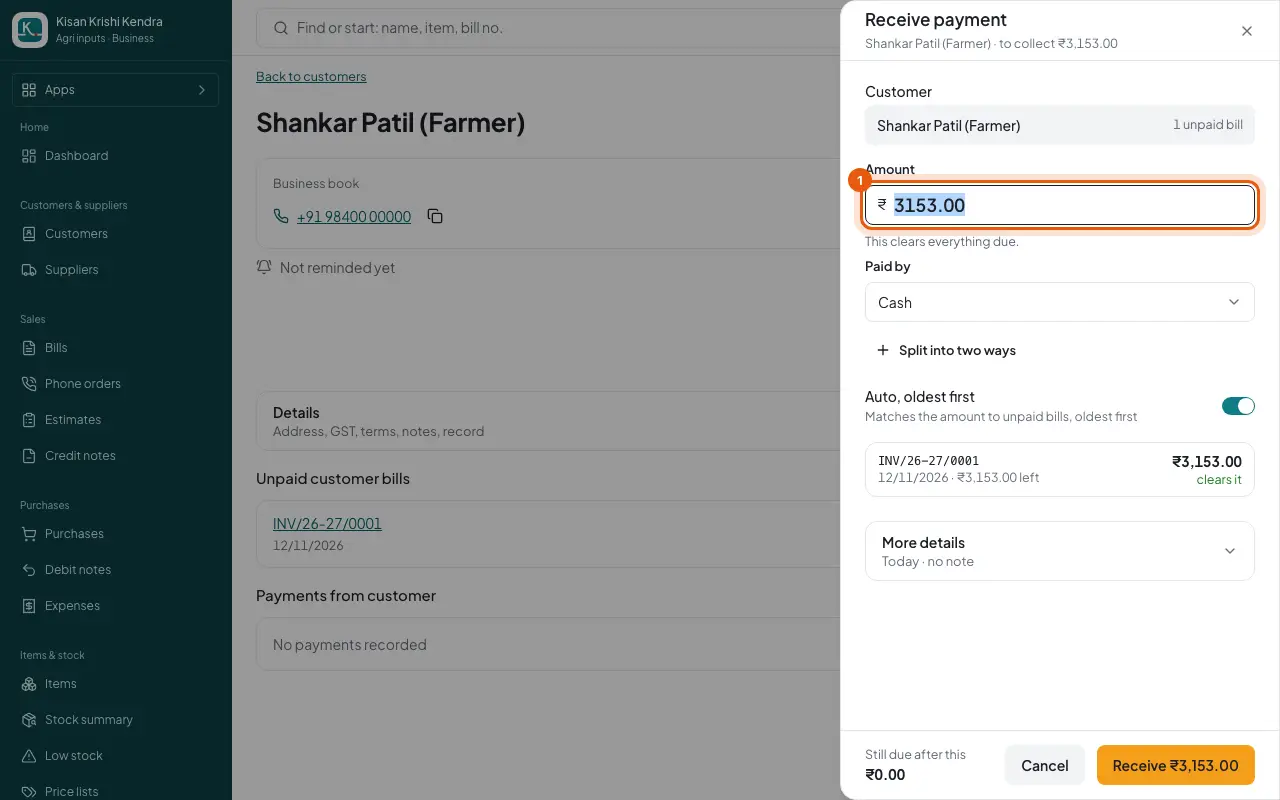 Kisan Krishi Kendra
Agri inputs · Business
Apps
Home
Dashboard
Customers & suppliers
Customers
Suppliers
Sales
Bills
Phone orders
Estimates
Credit notes
Purchases
Purchases
Debit notes
Expenses
Items & stock
Items
Stock summary
Low stock
Price lists
Find or start: name, item, bill no.
Back to customers
Shankar Patil (Farmer)
Business book
+91 98400 00000
Not reminded yet
Details
Address, GST, terms, notes, record
Unpaid customer bills
INV/26-27/0001
12/11/2026
Payments from customer
No payments recorded
Receive payment
Shankar Patil (Farmer) · to collect ₹3,153.00
Customer
Shankar Patil (Farmer) 1 unpaid bill
Amount
1
₹ 3153.00
This clears everything due.
Paid by
Cash
Split into two ways
Auto, oldest first
Matches the amount to unpaid bills, oldest first
INV/26-27/0001 ₹3,153.00
12/11/2026 · ₹3,153.00 left clears it
More details
Today · no note
Still due after this
₹0.00
Cancel
Receive ₹3,153.00